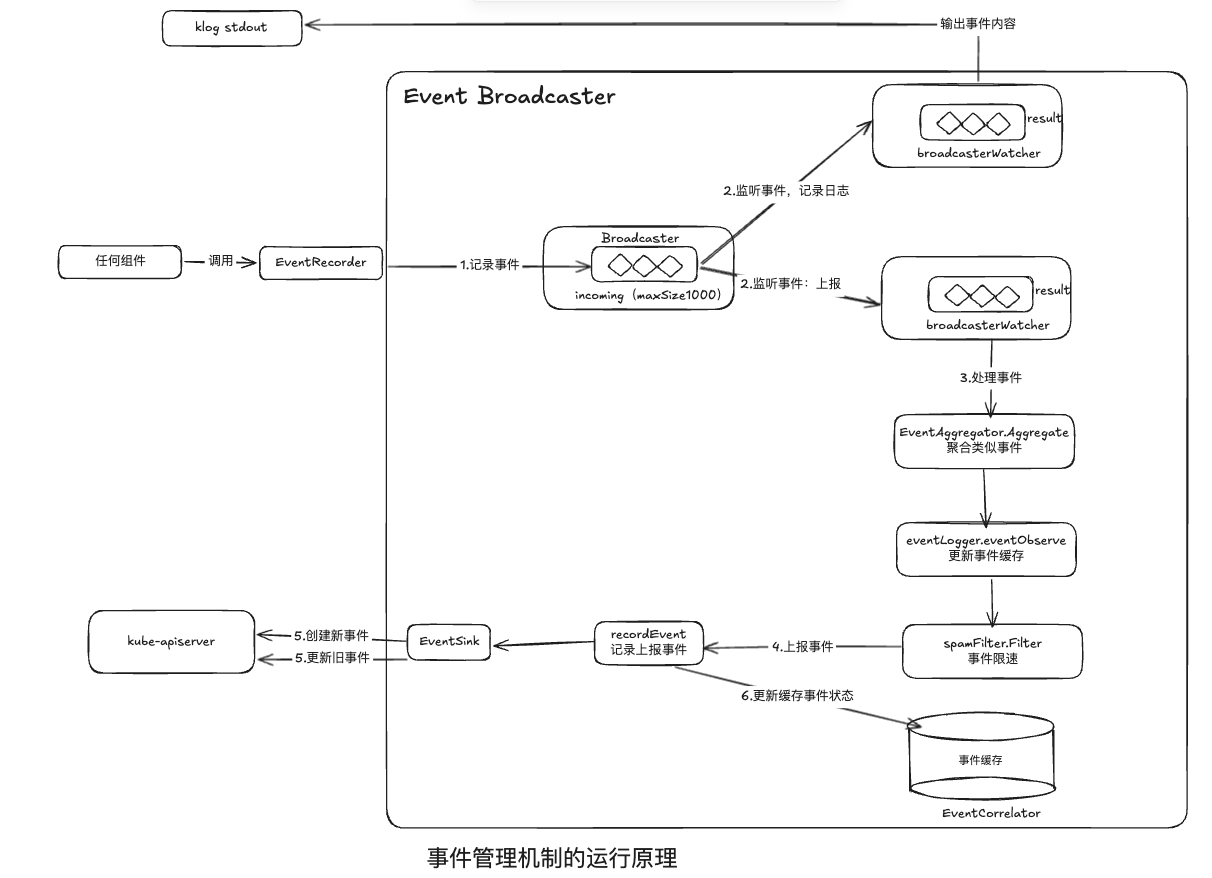 klog stdout
输出事件内容
Event Broadcaster
result
broadcasterWatcher
2.监听事件，记录日志
任何组件
调用
EventRecorder
1.记录事件
Broadcaster
incoming（maxSize1000）
2.监听事件：上报
result
broadcasterWatcher
3.处理事件
EventAggregator.Aggregate
聚合类似事件
eventLogger.eventObserve
更新事件缓存
kube-apiserver
5.创建新事件
5.更新旧事件
EventSink
recordEvent
记录上报事件
4.上报事件
spamFilter.Filter
事件限速
6.更新缓存事件状态
事件缓存
EventCorrelator
事件管理机制的运行原理